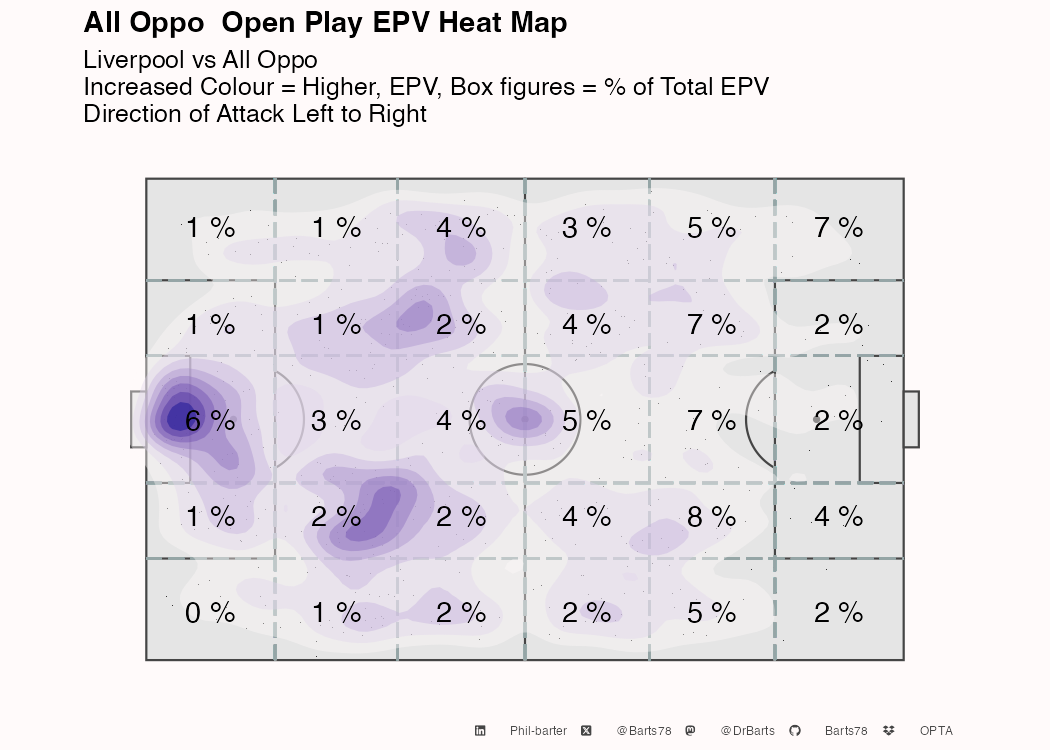 All Oppo  Open Play EPV Heat Map
Liverpool vs All Oppo
Increased Colour = Higher, EPV, Box figures = % of Total EPV
Direction of Attack Left to Right
1 % 1 % 4 % 3 % 5 % 7 %
1 % 1 % 2 % 4 % 7 % 2 %
6 % 3 % 4 % 5 % 7 % 2 %
1 % 2 % 2 % 4 % 8 % 4 %
0 % 1 % 2 % 2 % 5 % 2 %
Phil-barter @Barts78 @DrBarts Barts78 OPTA